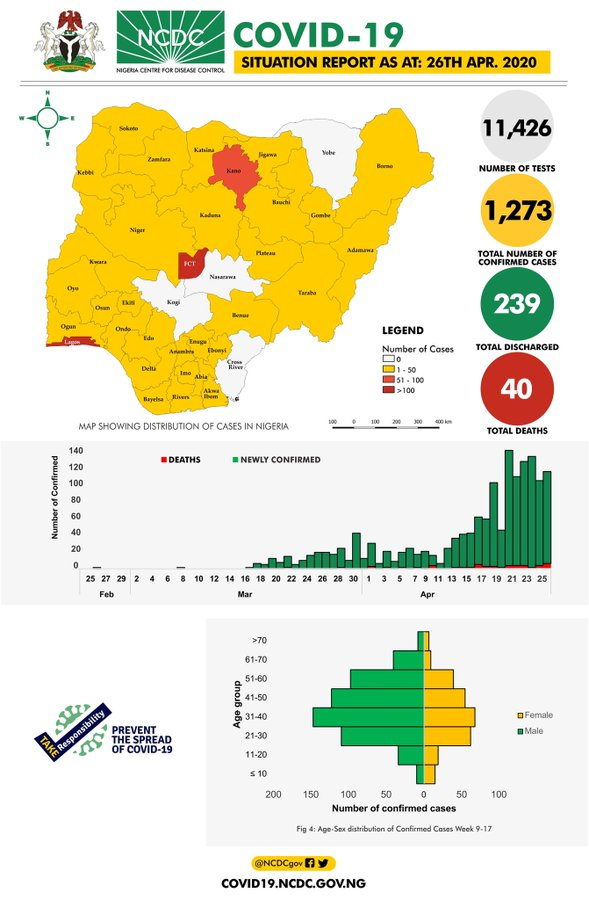 NCDC
NIGERIA CENTRE FOR DISEASE CONTROL
COVID-19
SITUATION REPORT AS AT: 26TH APR. 2020
N
W E
S
Sokoto
Katsina
Jigawa
Yobe
Borno
Zamfara
Kano
Kebbi
Bauchi
Kaduna
Gombe
Niger
Adamawa
Plateau
FCT
Kwara
Nasarawa
Taraba
Oyo
Kogi
Ekiti
Osun
Benue
Ogun
Ondo
Edo
Enugu
Lagos
Anambra
Ebonyi
Cross
River
Delta
Imo
Abia
Akwa
Ibom
Bayelsa
Rivers
LEGEND
Number of Cases
0
1 - 50
51 - 100
>100
100 0 100 200 300 400 km
MAP SHOWING DISTRIBUTION OF CASES IN NIGERIA
11,426
NUMBER OF TESTS
1,273
TOTAL NUMBER OF
CONFIRMED CASES
239
TOTAL DISCHARGED
40
TOTAL DEATHS
DEATHS NEWLY CONFIRMED
Number of Confirmed
140
120
100
80
60
40
20
0
25 27 29 2 4 6 8 10 12 14 16 18 20 22 24 26 28 30 1 3 5 7 9 11 13 15 17 19 21 23 25
Feb Mar Apr
Age group
>70
61-70
51-60
41-50
31-40
21-30
11-20
≤ 10
Female
Male
200 150 100 50 0 50 100
Number of confirmed cases
Fig 4: Age-Sex distribution of Confirmed Cases Week 9-17
TAKE Responsibility
PREVENT
THE SPREAD
OF COVID-19
@NCDCgov
COVID19.NCDC.GOV.NG